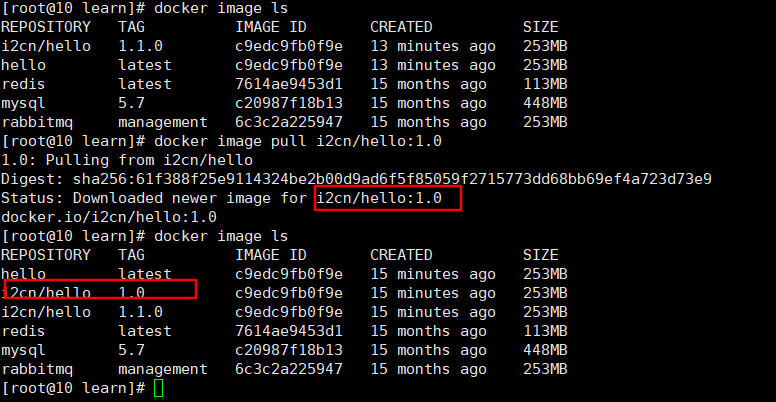 [root@10 learn]# docker image ls
REPOSITORY TAG IMAGE ID CREATED SIZE
i2cn/hello 1.1.0 c9edc9fb0f9e 13 minutes ago 253MB
hello latest c9edc9fb0f9e 13 minutes ago 253MB
redis latest 7614ae9453d1 15 months ago 113MB
mysql 5.7 c20987f18b13 15 months ago 448MB
rabbitmq management 6c3c2a225947 15 months ago 253MB
[root@10 learn]# docker image pull i2cn/hello:1.0
1.0: Pulling from i2cn/hello
Digest: sha256:61f388f25e9114324be2b00d9ad6f5f85059f2715773dd68bb69ef4a723d73e9
Status: Downloaded newer image for i2cn/hello:1.0
docker.io/i2cn/hello:1.0
[root@10 learn]# docker image ls
REPOSITORY TAG IMAGE ID CREATED SIZE
hello latest c9edc9fb0f9e 15 minutes ago 253MB
i2cn/hello 1.0 c9edc9fb0f9e 15 minutes ago 253MB
i2cn/hello 1.1.0 c9edc9fb0f9e 15 minutes ago 253MB
redis latest 7614ae9453d1 15 months ago 113MB
mysql 5.7 c20987f18b13 15 months ago 448MB
rabbitmq management 6c3c2a225947 15 months ago 253MB
[root@10 learn]#